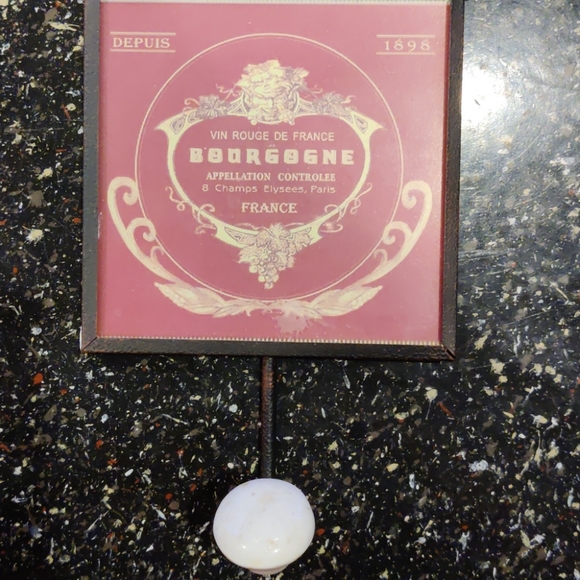 DEPUIS
1898
VIN ROUGE DE FRANCE
BOURGOGNE
APPELLATION CONTROLEE
8 Champs Elysees, Paris
FRANCE